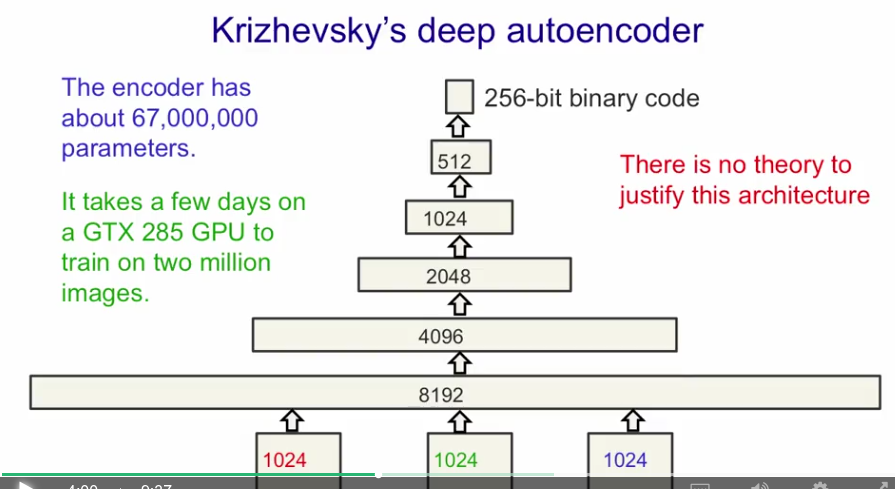 Krizhevsky's deep autoencoder
The encoder has
about 67,000,000
parameters.
It takes a few days on
a GTX 285 GPU to
train on two million
images.
256-bit binary code
There is no theory to
justify this architecture
512
1024
2048
4096
8192
1024 1024 1024